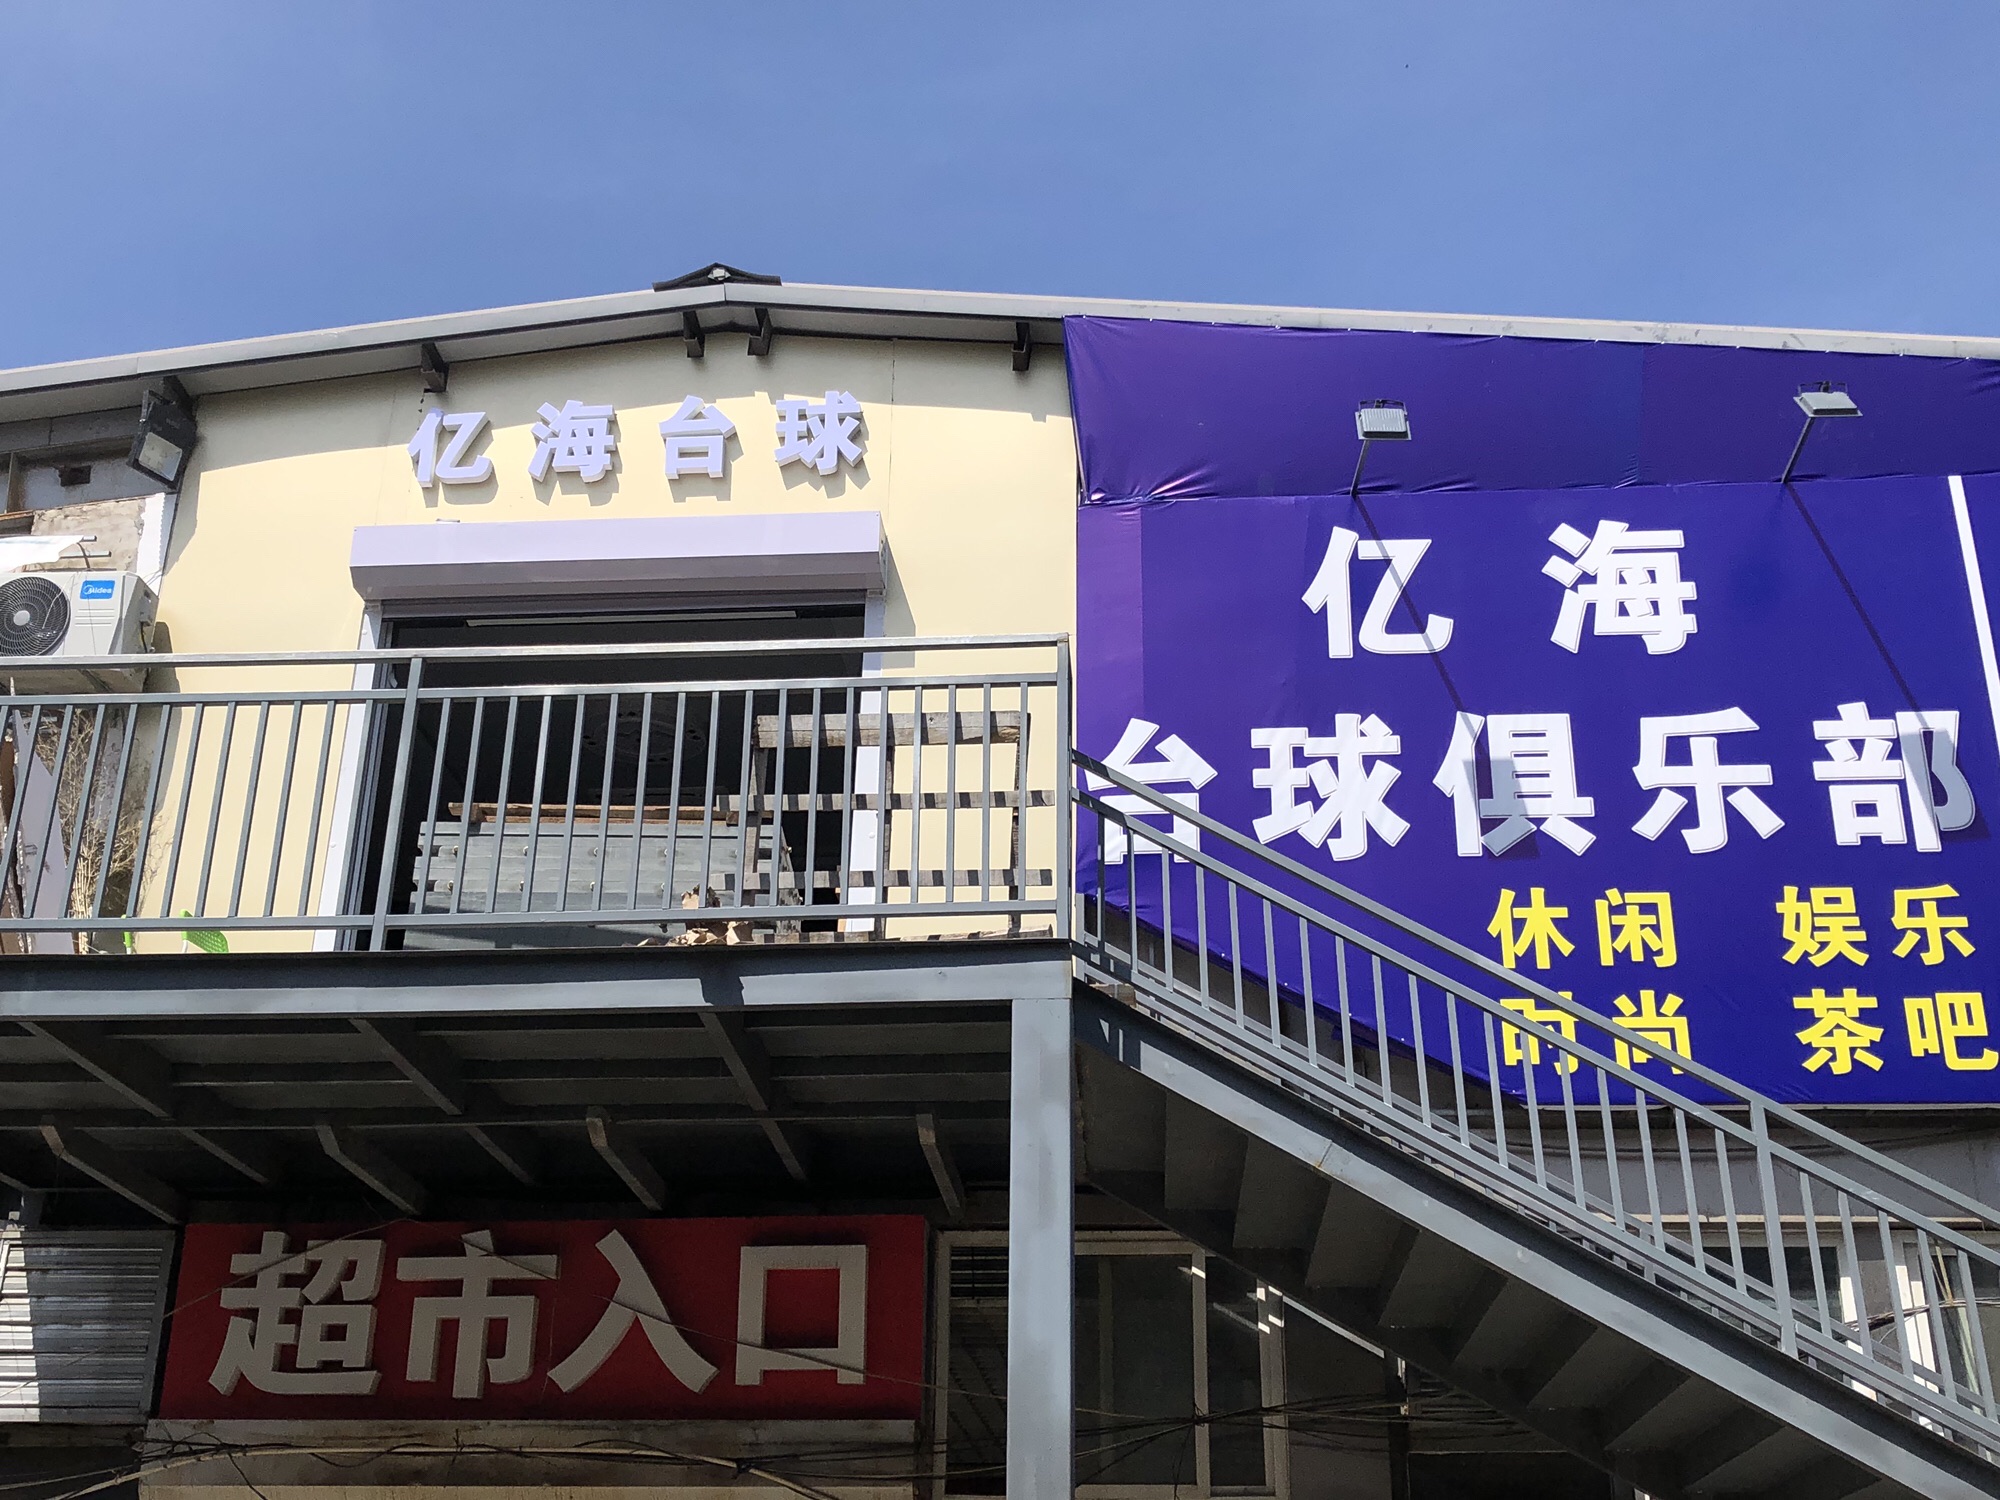 亿海台球
Midea
亿海
台球俱乐部
休闲 娱乐
时尚 茶吧
超市入口